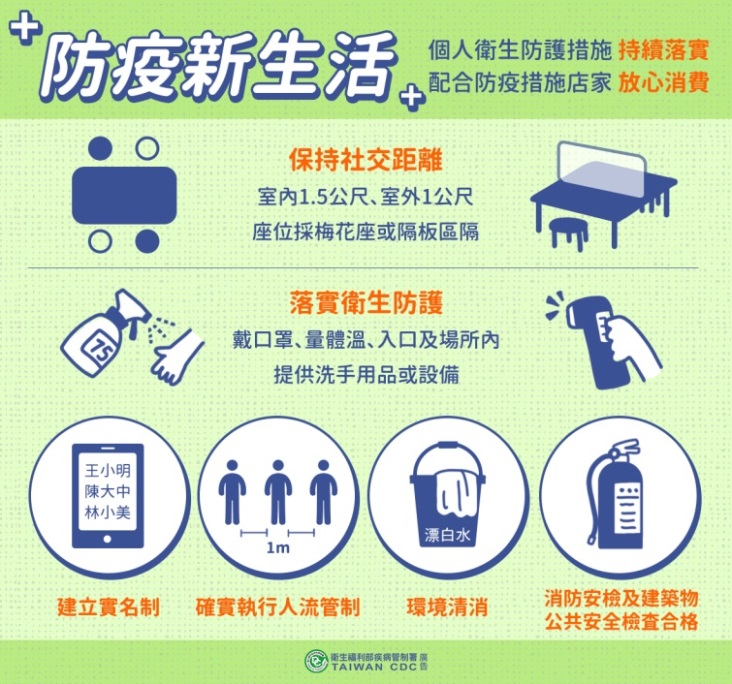 防疫新生活
個人衛生防護措施 持續落實
配合防疫措施店家 放心消費
保持社交距離
室內1.5公尺、室外1公尺
座位採梅花座或隔板區隔
落實衛生防護
戴口罩、量體溫、入口及場所內
提供洗手用品或設備
75
王小明
陳大中
林小美
1m
漂白水
建立實名制
確實執行人流管制
環境清消
消防安檢及建築物
公共安全檢查合格
衛生福利部疾病管制署
TAIWAN CDC
廣告